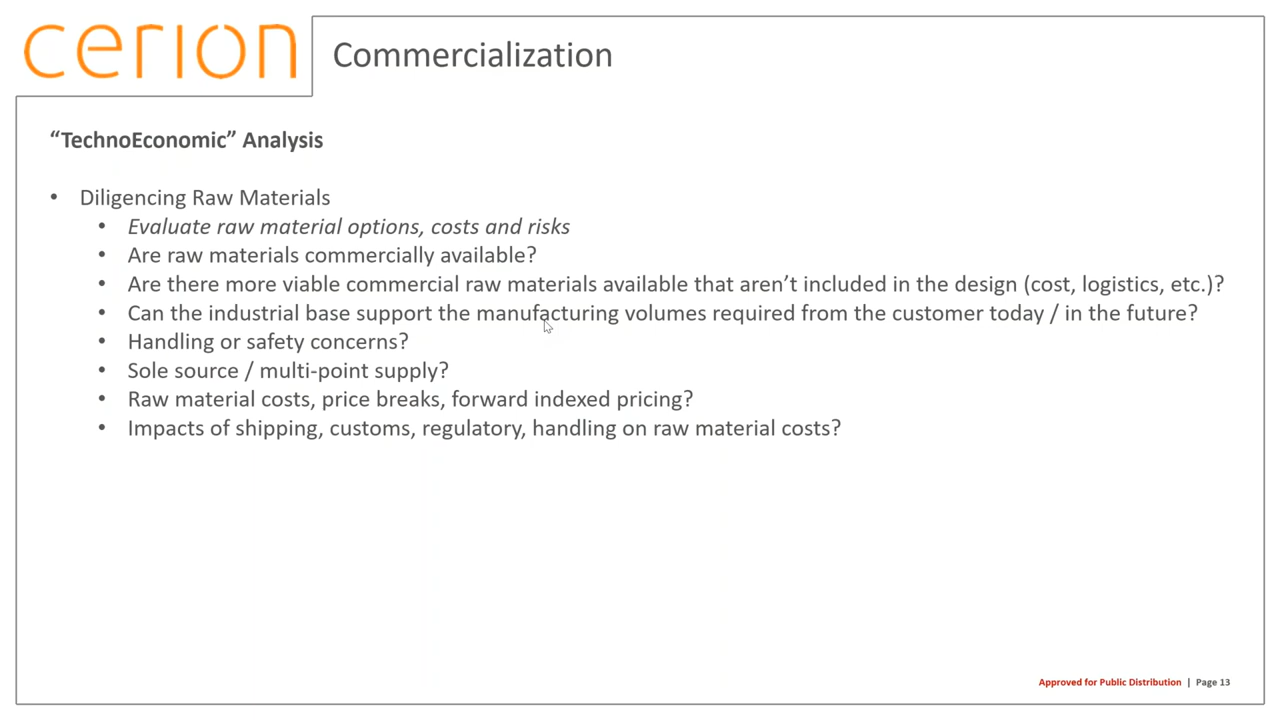 cerion
Commercialization
“TechnoEconomic” Analysis
• Diligencing Raw Materials
• Evaluate raw material options, costs and risks
• Are raw materials commercially available?
• Are there more viable commercial raw materials available that aren’t included in the design (cost, logistics, etc.)?
• Can the industrial base support the manufacturing volumes required from the customer today / in the future?
• Handling or safety concerns?
• Sole source / multi-point supply?
• Raw material costs, price breaks, forward indexed pricing?
• Impacts of shipping, customs, regulatory, handling on raw material costs?
Approved for Public Distribution | Page 13